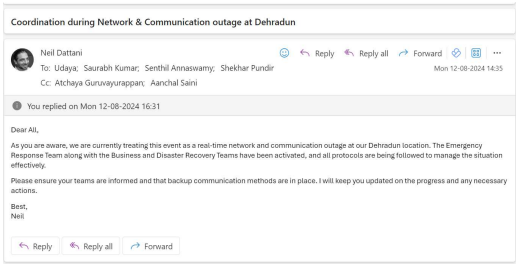 Coordination during Network & Communication outage at Dehradun
Neil Dattani
Reply Reply all Forward
To: Udaya; Saurabh Kumar; Senthil Annaswamy; Shekhar Pundir
Mon 12-08-2024 14:35
Cc: Atchaya Guruvayurappan; Aanchal Saini
You replied on Mon 12-08-2024 16:31
Dear All,
As you are aware, we are currently treating this event as a real-time network and communication outage at our Dehradun location. The Emergency
Response Team along with the Business and Disaster Recovery Teams have been activated, and all protocols are being followed to manage the situation
effectively.
Please ensure your teams are informed and that backup communication methods are in place. I will keep you updated on the progress and any necessary
actions.
Best,
Neil
Reply Reply all Forward